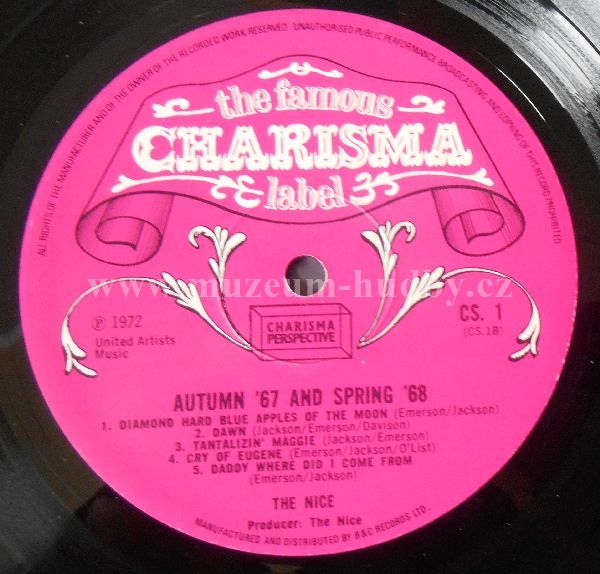 ALL RIGHTS OF THE MANUFACTURER AND OF THE OWNER OF THE RECORDED WORK RESERVED · UNAUTHORISED PUBLIC PERFORMANCE BROADCASTING AND COPYING OF THIS RECORD PROHIBITED
the famous
CHARISMA
label
www.muzeum-hudby.cz
℗ 1972
United Artists
Music
CHARISMA
PERSPECTIVE
CS. 1
(CS.1B)
AUTUMN '67 AND SPRING '68
1. DIAMOND HARD BLUE APPLES OF THE MOON (Emerson/Jackson)
2. DAWN (Jackson/Emerson/Davison)
3. TANTALIZIN' MAGGIE (Jackson/Emerson)
4. CRY OF EUGENE (Emerson/Jackson/O'List)
5. DADDY WHERE DID I COME FROM
(Emerson/Jackson)
THE NICE
Producer: The Nice
MANUFACTURED AND DISTRIBUTED BY B&C RECORDS LTD.